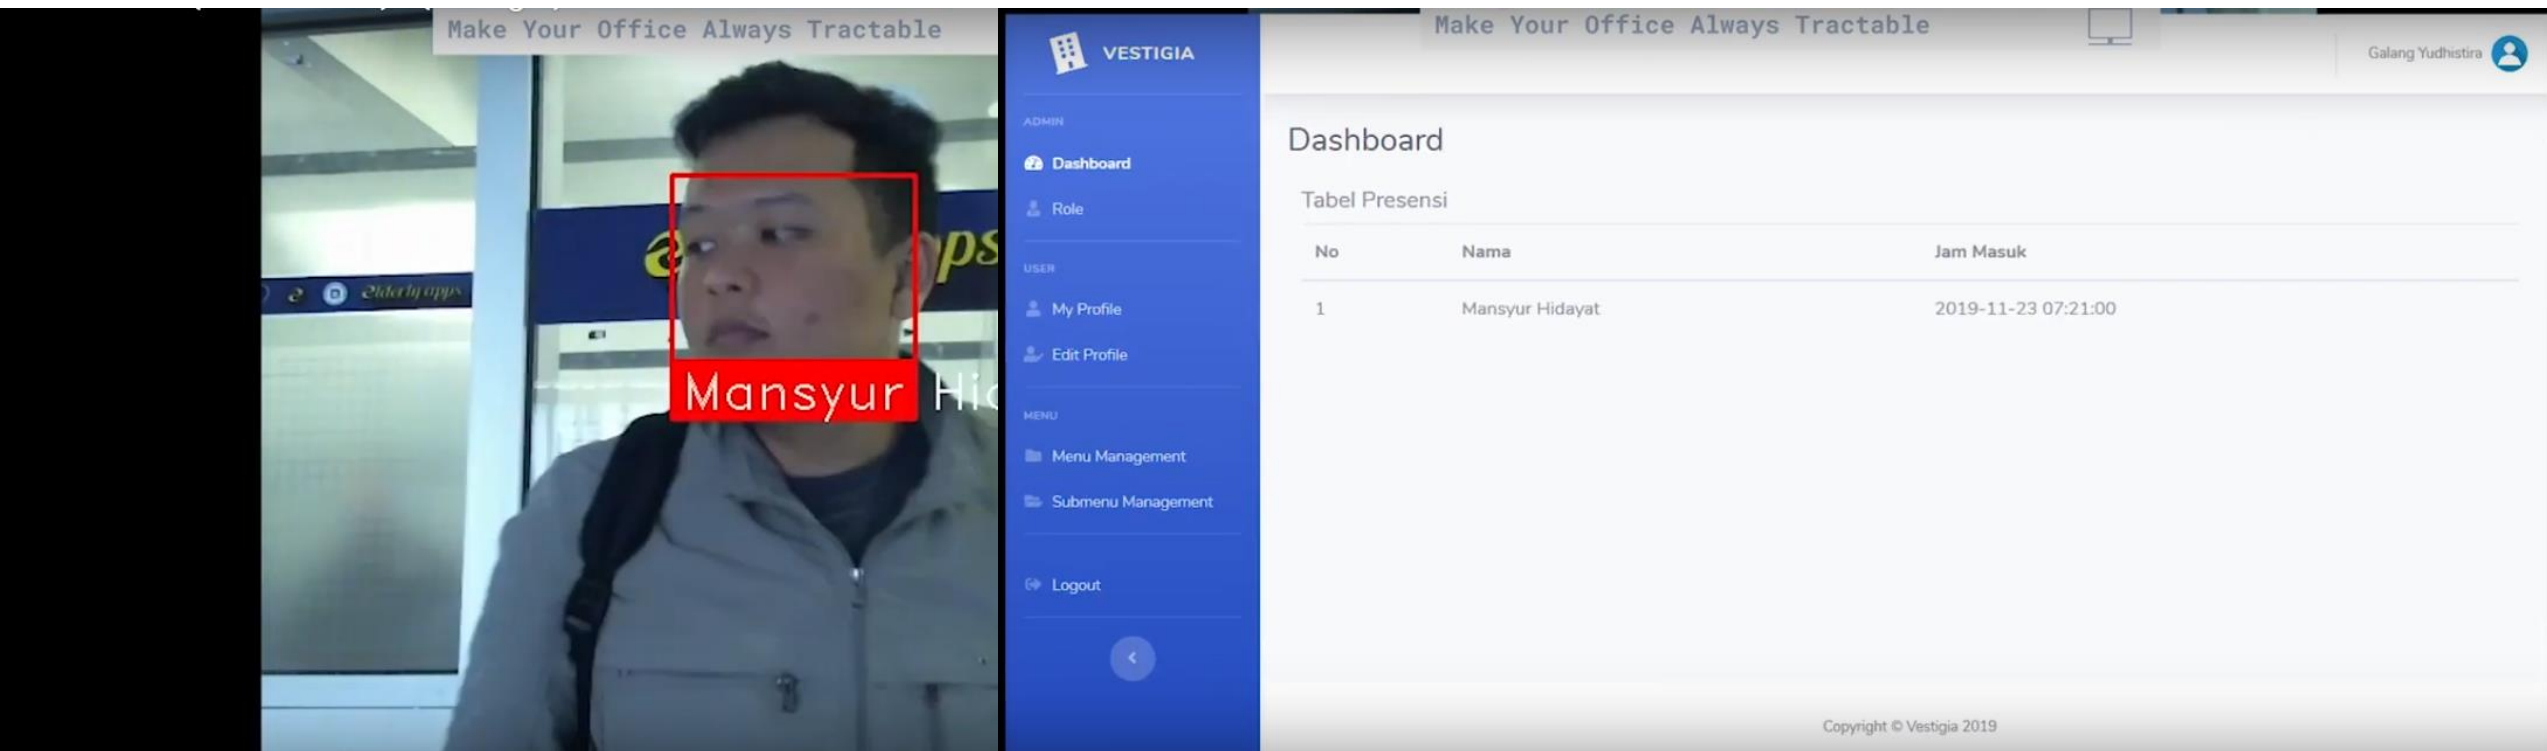 Make Your Office Always Tractable
ps
elderly apps
Mansyur Hid
Make Your Office Always Tractable
VESTIGIA
Galang Yudhistira
ADMIN
Dashboard
Role
USER
My Profile
Edit Profile
MENU
Menu Management
Submenu Management
Logout
Dashboard
Tabel Presensi
No Nama Jam Masuk
1 Mansyur Hidayat 2019-11-23 07:21:00
Copyright © Vestigia 2019